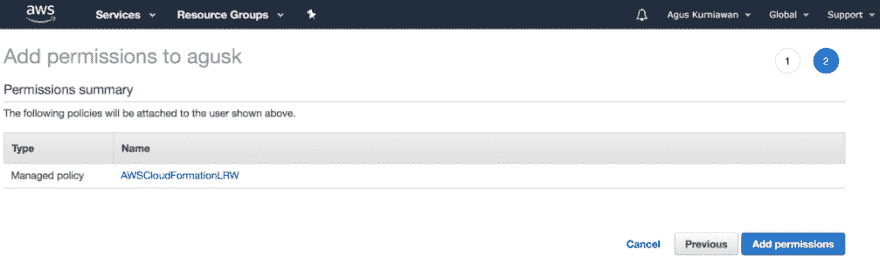 aws Services Resource Groups Agus Kurniawan Global Support
Add permissions to agusk 1 2
Permissions summary
The following policies will be attached to the user shown above.
Type Name
Managed policy AWSCloudFormationLRW
Cancel Previous Add permissions